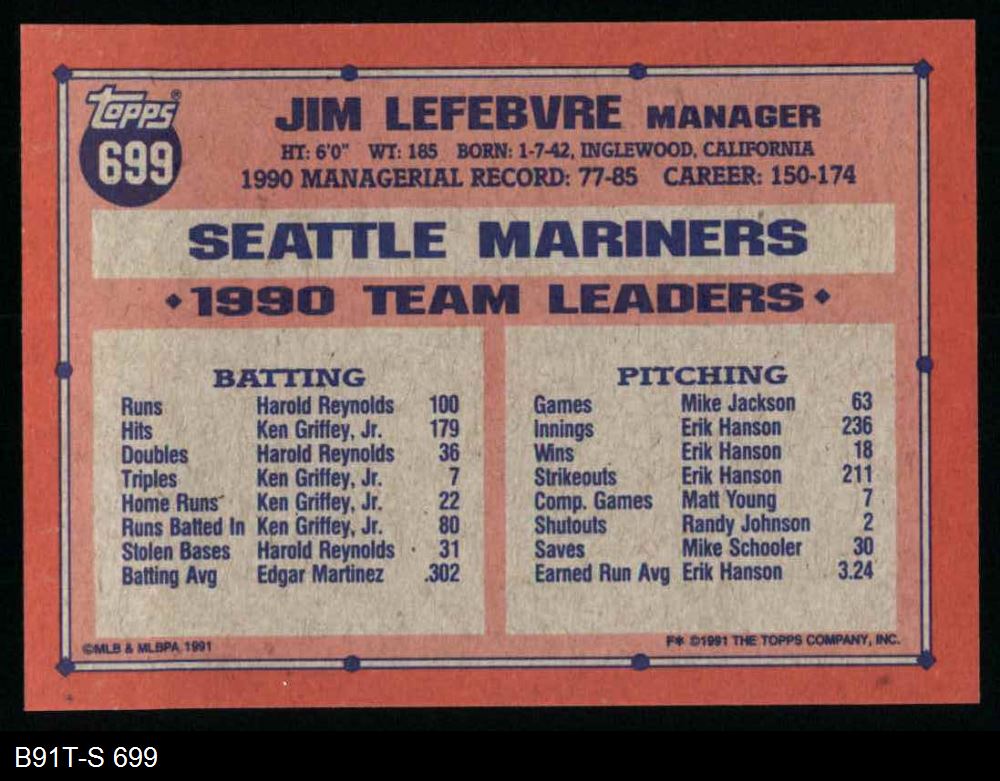 TOPPS®
699
JIM LEFEBVRE MANAGER
HT: 6'0" WT: 185 BORN: 1-7-42, INGLEWOOD, CALIFORNIA
1990 MANAGERIAL RECORD: 77-85 CAREER: 150-174
SEATTLE MARINERS
◆1990 TEAM LEADERS◆
BATTING
Runs Harold Reynolds 100
Hits Ken Griffey, Jr. 179
Doubles Harold Reynolds 36
Triples Ken Griffey, Jr. 7
Home Runs Ken Griffey, Jr. 22
Runs Batted In Ken Griffey, Jr. 80
Stolen Bases Harold Reynolds 31
Batting Avg Edgar Martinez .302
PITCHING
Games Mike Jackson 63
Innings Erik Hanson 236
Wins Erik Hanson 18
Strikeouts Erik Hanson 211
Comp. Games Matt Young 7
Shutouts Randy Johnson 2
Saves Mike Schooler 30
Earned Run Avg Erik Hanson 3.24
©MLB & MLBPA 1991
F* ©1991 THE TOPPS COMPANY, INC.
B91T-S 699